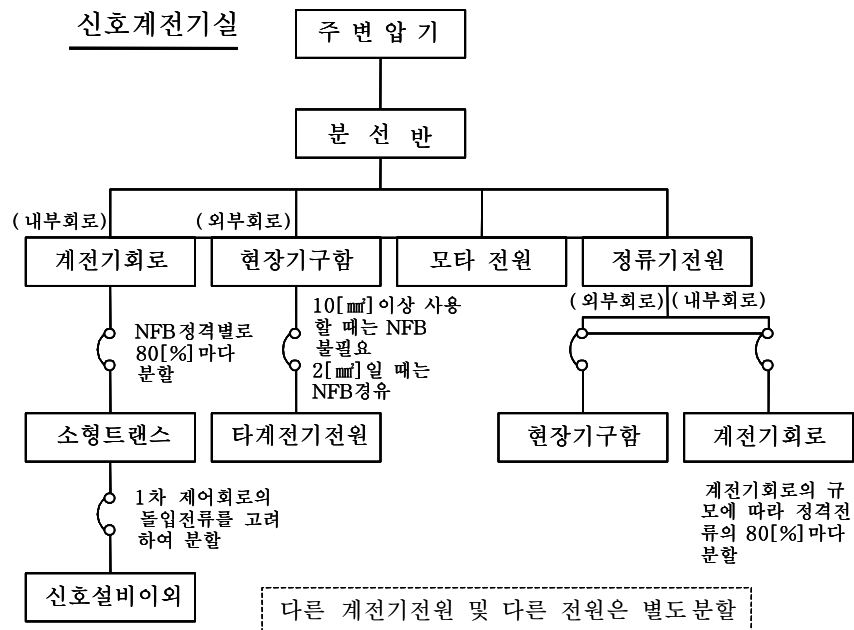 신호계전기실
주 변 압 기
분 선 반
(내부회로)
(외부회로)
계전기회로
현장기구함
모타 전원
정류기전원
NFB정격별로
80[%]마다
분할
10[㎟]이상 사용
할 때는 NFB
불필요
2[㎟]일 때는
NFB경유
(외부회로)
(내부회로)
소형트랜스
타계전기전원
현장기구함
계전기회로
1차 제어회로의
돌입전류를 고려
하여 분할
계전기회로의 규
모에 따라 정격전
류의 80[%]마다
분할
신호설비이외
다른 계전기전원 및 다른 전원은 별도분할